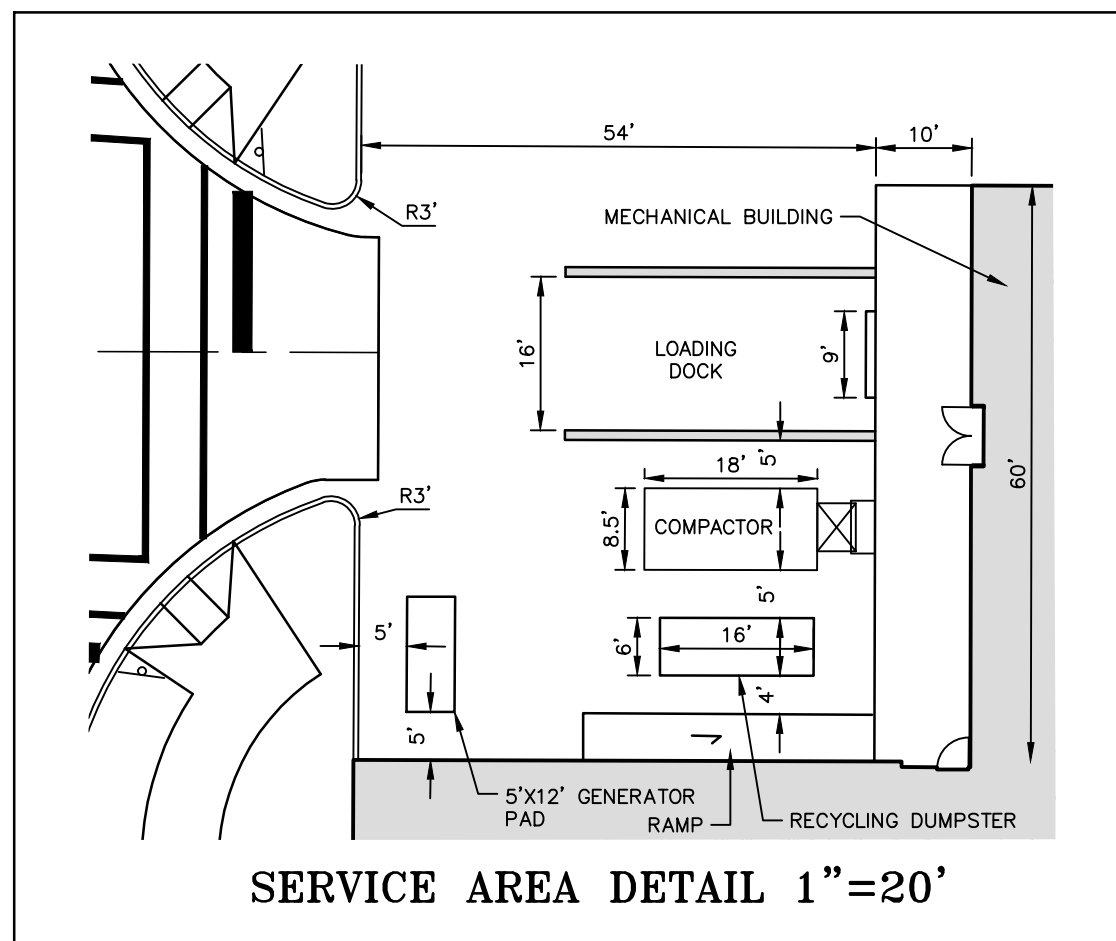 54’
10’
R3'
MECHANICAL BUILDING
16'
LOADING
DOCK
9'
5'
60'
18'
R3'
8.5'
COMPACTOR
5'
5'
6'
16'
4'
5'
5'X12' GENERATOR
PAD
RAMP
RECYCLING DUMPSTER
SERVICE AREA DETAIL 1”=20’